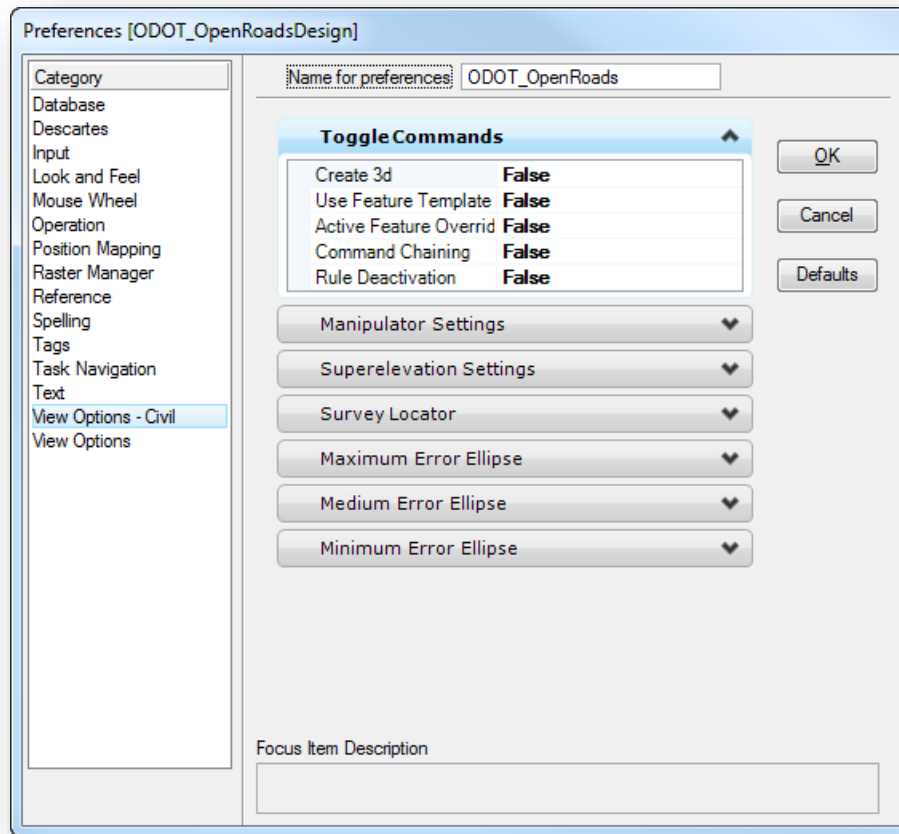 Preferences [ODOT_OpenRoadsDesign]
Category
Database
Descartes
Input
Look and Feel
Mouse Wheel
Operation
Position Mapping
Raster Manager
Reference
Spelling
Tags
Task Navigation
Text
View Options - Civil
View Options
Name for preferences ODOT_OpenRoads
Toggle Commands
Create 3d False
Use Feature Template False
Active Feature Overrid False
Command Chaining False
Rule Deactivation False
Manipulator Settings
Superelevation Settings
Survey Locator
Maximum Error Ellipse
Medium Error Ellipse
Minimum Error Ellipse
OK
Cancel
Defaults
Focus Item Description